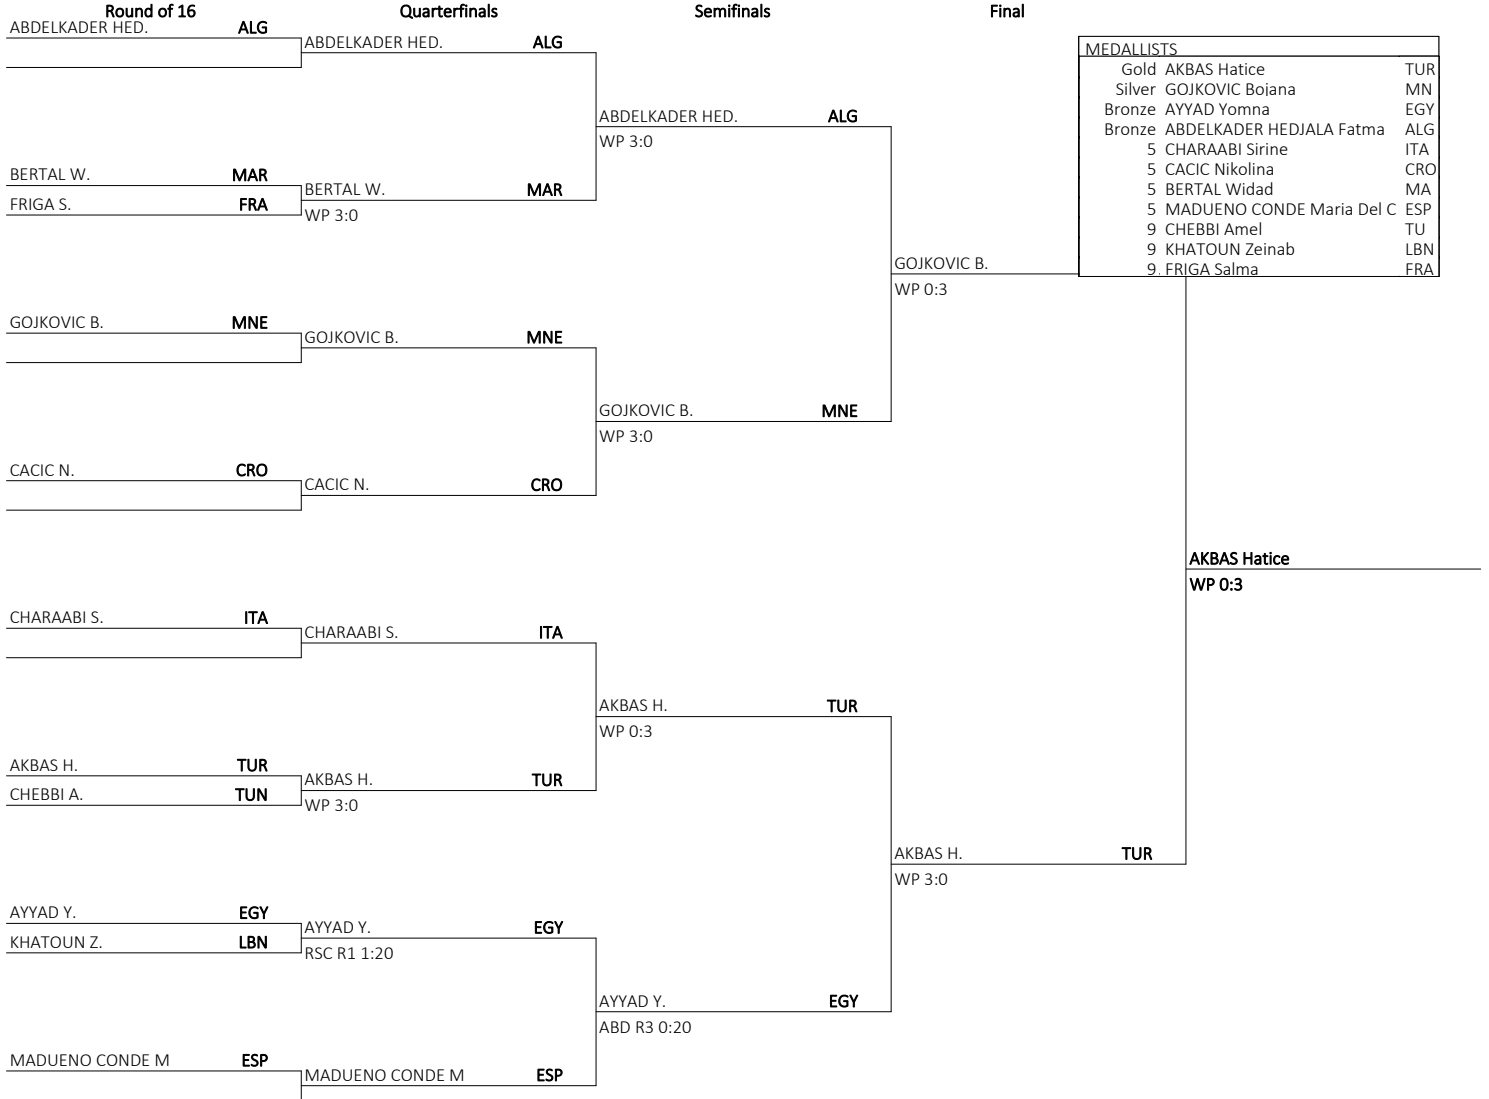 Round of 16 Quarterfinals Semifinals Final
ABDELKADER HED. ALG
ABDELKADER HED. ALG
MEDALLISTS
Gold AKBAS Hatice TUR
Silver GOJKOVIC Bojana MN
Bronze AYYAD Yomna EGY
Bronze ABDELKADER HEDJALA Fatma ALG
5 CHARAABI Sirine ITA
5 CACIC Nikolina CRO
5 BERTAL Widad MA
5 MADUENO CONDE Maria Del C ESP
9 CHEBBI Amel TU
9 KHATOUN Zeinab LBN
9. FRIGA Salma FRA
ABDELKADER HED. ALG
WP 3:0
BERTAL W. MAR
FRIGA S. FRA
BERTAL W. MAR
WP 3:0
GOJKOVIC B.
WP 0:3
GOJKOVIC B. MNE
GOJKOVIC B. MNE
GOJKOVIC B. MNE
WP 3:0
CACIC N. CRO
CACIC N. CRO
AKBAS Hatice
WP 0:3
CHARAABI S. ITA
CHARAABI S. ITA
AKBAS H. TUR
WP 0:3
AKBAS H. TUR
CHEBBI A. TUN
AKBAS H. TUR
WP 3:0
AKBAS H. TUR
WP 3:0
AYYAD Y. EGY
KHATOUN Z. LBN
AYYAD Y. EGY
RSC R1 1:20
AYYAD Y. EGY
ABD R3 0:20
MADUENO CONDE M ESP
MADUENO CONDE M ESP